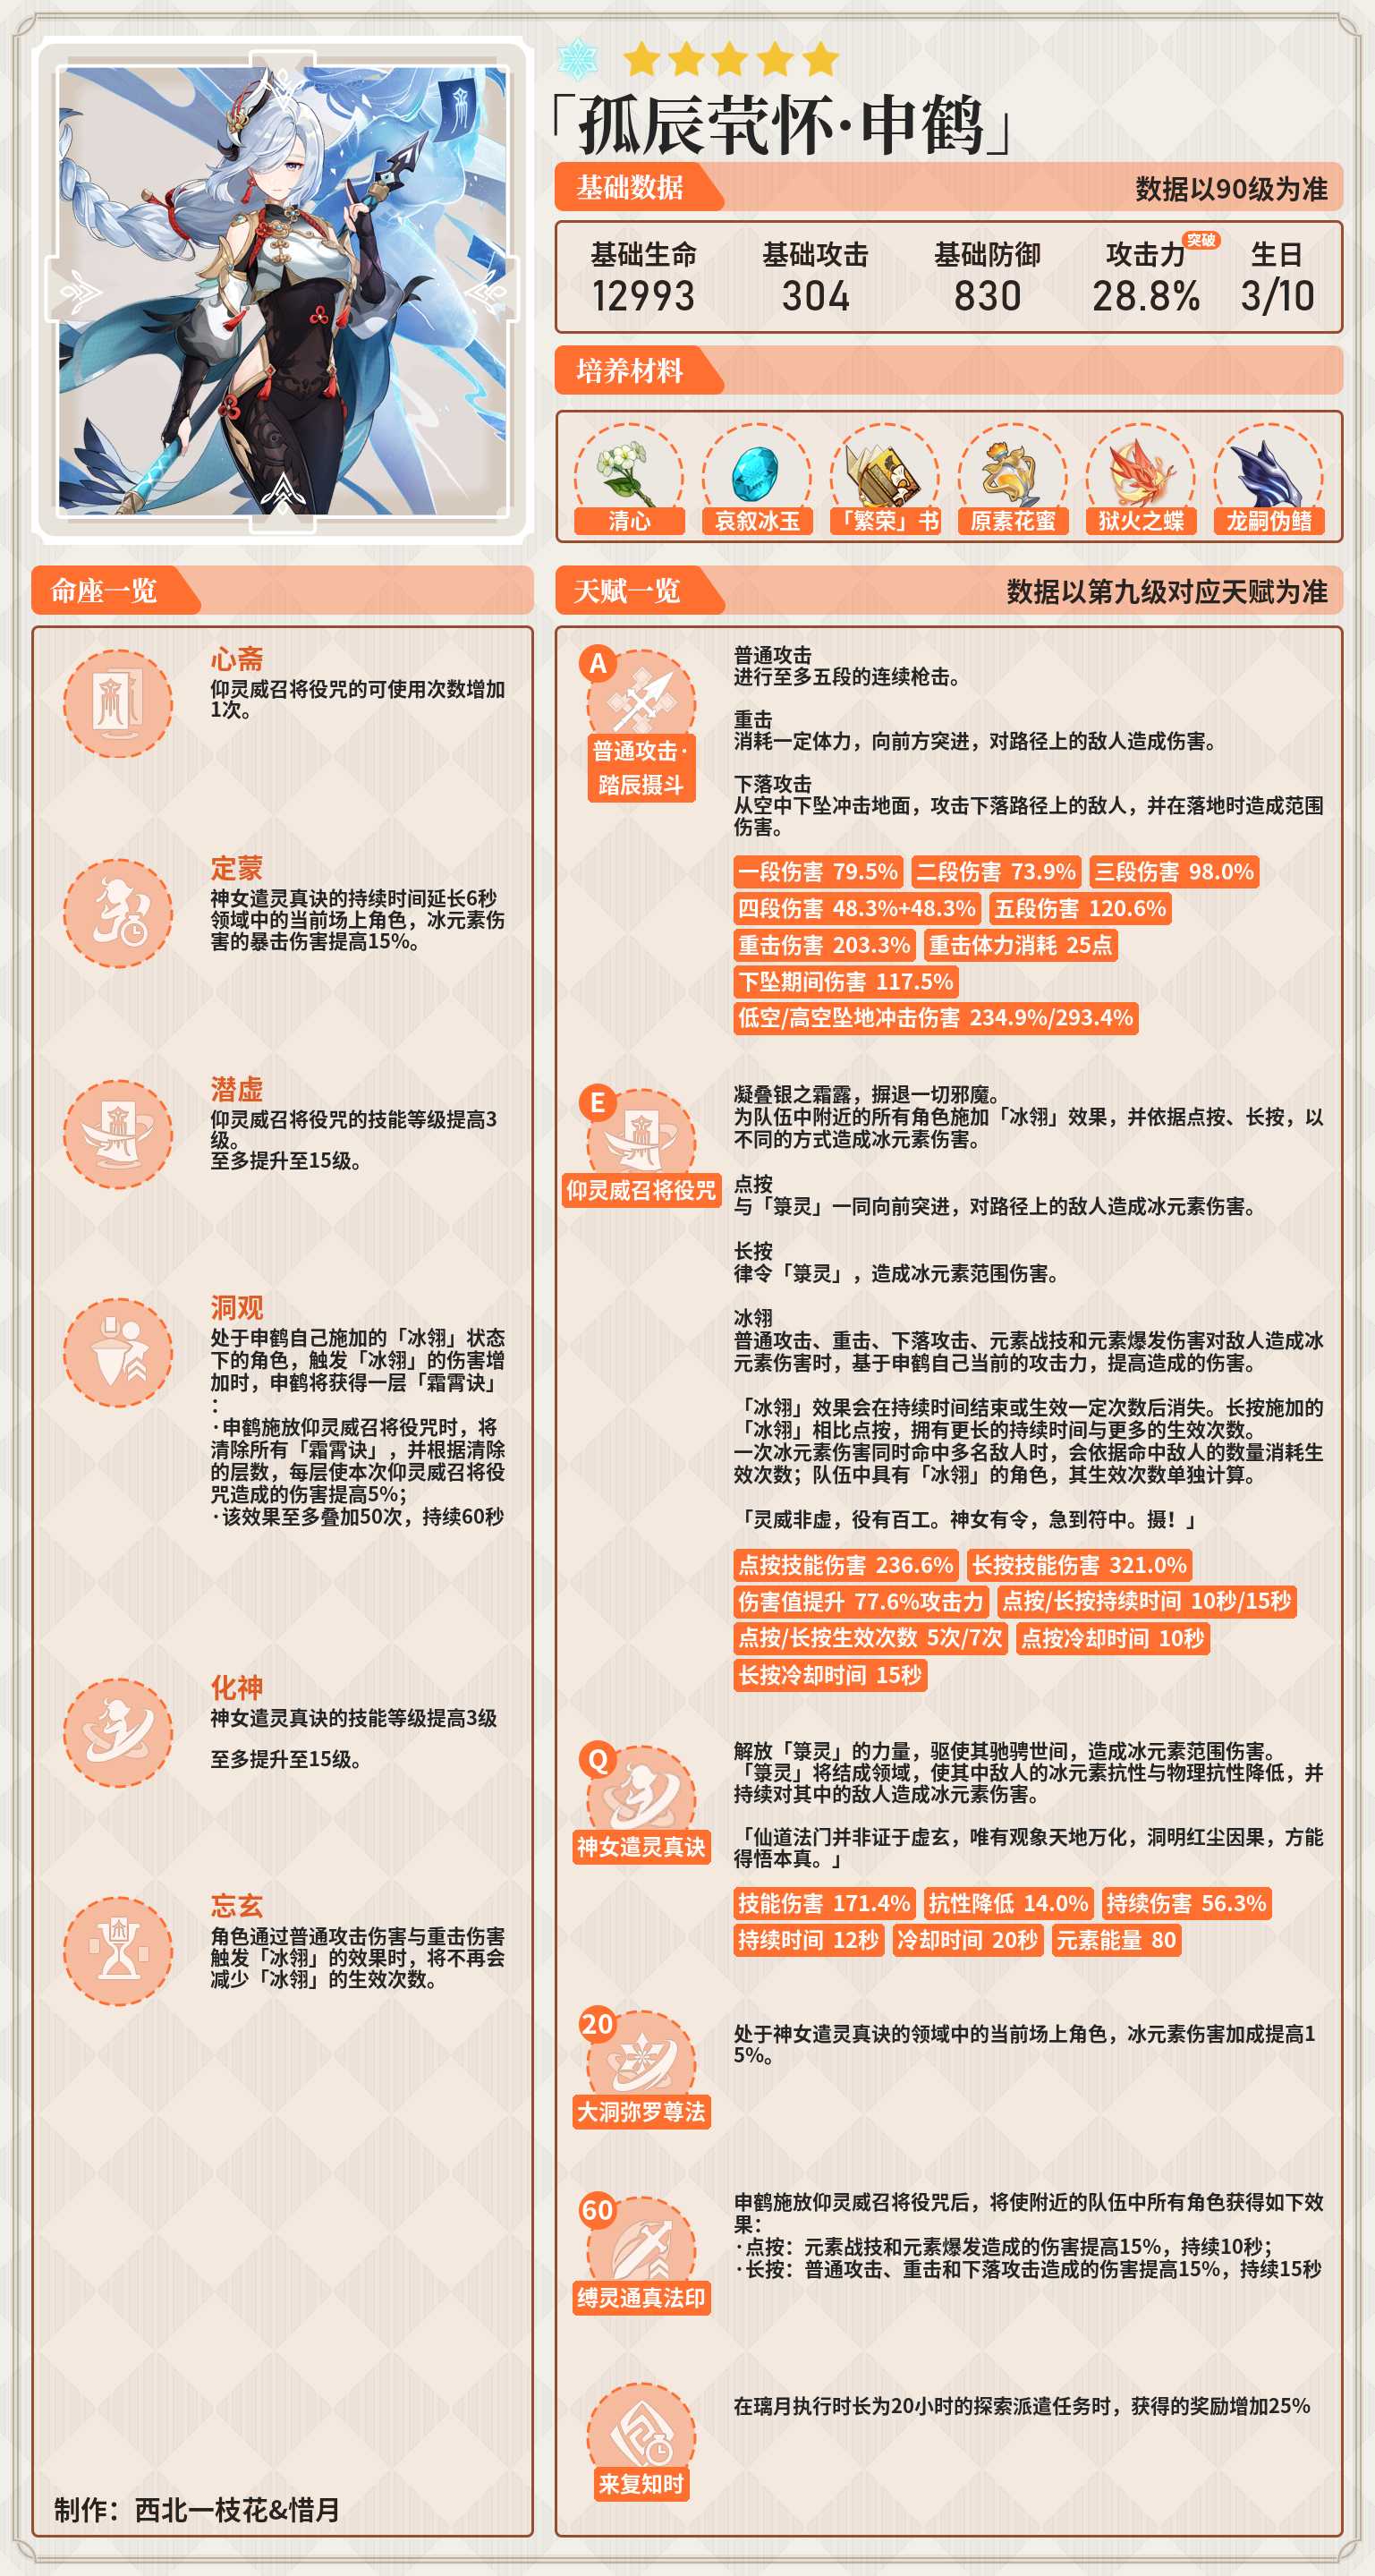 「孤辰茕怀·申鹤」
基础数据
数据以90级为准
基础生命
基础攻击
基础防御
攻击力
突破
生日
12993
304
830
28.8%
3/10
培养材料
清心
哀叙冰玉
「繁荣」书
原素花蜜
狱火之蝶
龙嗣伪鳍
命座一览
心斋
仰灵威召将役咒的可使用次数增加
1次。
定蒙
神女遣灵真诀的持续时间延长6秒
领域中的当前场上角色，冰元素伤
害的暴击伤害提高15%。
潜虚
仰灵威召将役咒的技能等级提高3
级。
至多提升至15级。
洞观
处于申鹤自己施加的「冰翎」状态
下的角色，触发「冰翎」的伤害增
加时，申鹤将获得一层「霜霄诀」
：
·申鹤施放仰灵威召将役咒时，将
清除所有「霜霄诀」，并根据清除
的层数，每层使本次仰灵威召将役
咒造成的伤害提高5%；
·该效果至多叠加50次，持续60秒
化神
神女遣灵真诀的技能等级提高3级
至多提升至15级。
忘玄
角色通过普通攻击伤害与重击伤害
触发「冰翎」的效果时，将不再会
减少「冰翎」的生效次数。
制作：西北一枝花&惜月
天赋一览
数据以第九级对应天赋为准
A
普通攻击·
踏辰摄斗
普通攻击
进行至多五段的连续枪击。
重击
消耗一定体力，向前方突进，对路径上的敌人造成伤害。
下落攻击
从空中下坠冲击地面，攻击下落路径上的敌人，并在落地时造成范围
伤害。
一段伤害 79.5% 二段伤害 73.9% 三段伤害 98.0%
四段伤害 48.3%+48.3% 五段伤害 120.6%
重击伤害 203.3% 重击体力消耗 25点
下坠期间伤害 117.5%
低空/高空坠地冲击伤害 234.9%/293.4%
E
仰灵威召将役咒
凝叠银之霜露，摒退一切邪魔。
为队伍中附近的所有角色施加「冰翎」效果，并依据点按、长按，以
不同的方式造成冰元素伤害。
点按
与「箓灵」一同向前突进，对路径上的敌人造成冰元素伤害。
长按
律令「箓灵」，造成冰元素范围伤害。
冰翎
普通攻击、重击、下落攻击、元素战技和元素爆发伤害对敌人造成冰
元素伤害时，基于申鹤自己当前的攻击力，提高造成的伤害。
「冰翎」效果会在持续时间结束或生效一定次数后消失。长按施加的
「冰翎」相比点按，拥有更长的持续时间与更多的生效次数。
一次冰元素伤害同时命中多名敌人时，会依据命中敌人的数量消耗生
效次数；队伍中具有「冰翎」的角色，其生效次数单独计算。
「灵威非虚，役有百工。神女有令，急到符中。摄！」
点按技能伤害 236.6% 长按技能伤害 321.0%
伤害值提升 77.6%攻击力 点按/长按持续时间 10秒/15秒
点按/长按生效次数 5次/7次 点按冷却时间 10秒
长按冷却时间 15秒
Q
神女遣灵真诀
解放「箓灵」的力量，驱使其驰骋世间，造成冰元素范围伤害。
「箓灵」将结成领域，使其中敌人的冰元素抗性与物理抗性降低，并
持续对其中的敌人造成冰元素伤害。
「仙道法门并非证于虚玄，唯有观象天地万化，洞明红尘因果，方能
得悟本真。」
技能伤害 171.4% 抗性降低 14.0% 持续伤害 56.3%
持续时间 12秒 冷却时间 20秒 元素能量 80
20
大洞弥罗尊法
处于神女遣灵真诀的领域中的当前场上角色，冰元素伤害加成提高1
5%。
60
缚灵通真法印
申鹤施放仰灵威召将役咒后，将使附近的队伍中所有角色获得如下效
果：
·点按：元素战技和元素爆发造成的伤害提高15%，持续10秒；
·长按：普通攻击、重击和下落攻击造成的伤害提高15%，持续15秒
来复知时
在璃月执行时长为20小时的探索派遣任务时，获得的奖励增加25%